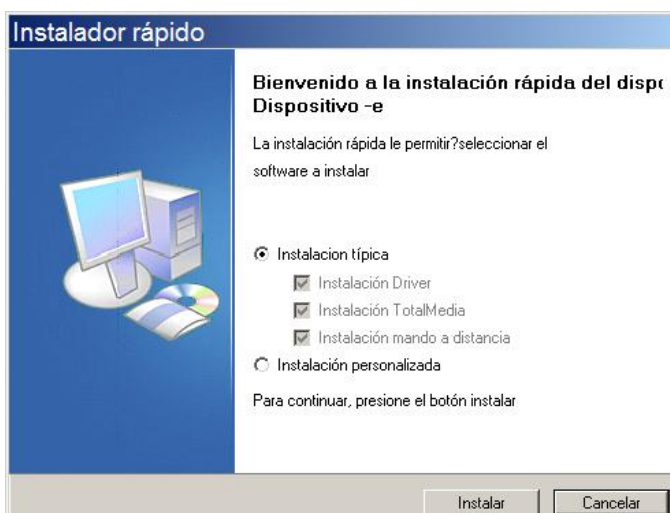 Instalador rápido
Bienvenido a la instalación rápida del dispo
Dispositivo -e
La instalación rápida le permitir?seleccionar el
software a instalar
Instalacion típica
Instalación Driver
Instalación TotalMedia
Instalación mando a distancia
Instalación personalizada
Para continuar, presione el botón instalar
Instalar
Cancelar